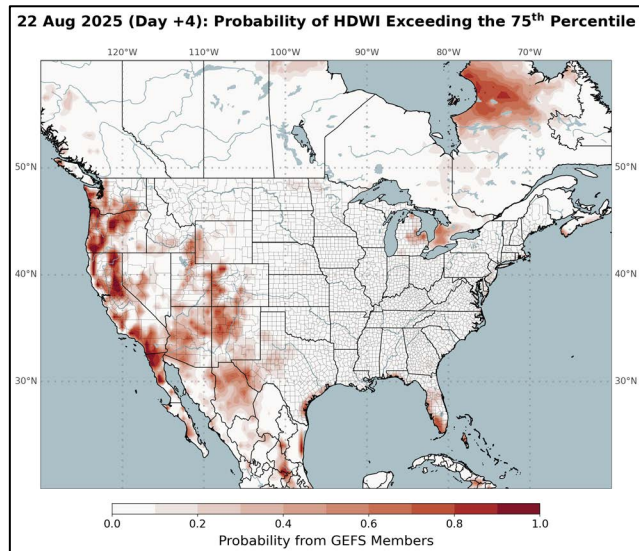 22 Aug 2025 (Day +4): Probability of HDWI Exceeding the 75th Percentile
120°W 110°W 100°W 90°W 80°W 70°W
50°N 50°N
40°N 40°N
30°N 30°N
0.0 0.2 0.4 0.6 0.8 1.0
Probability from GEFS Members